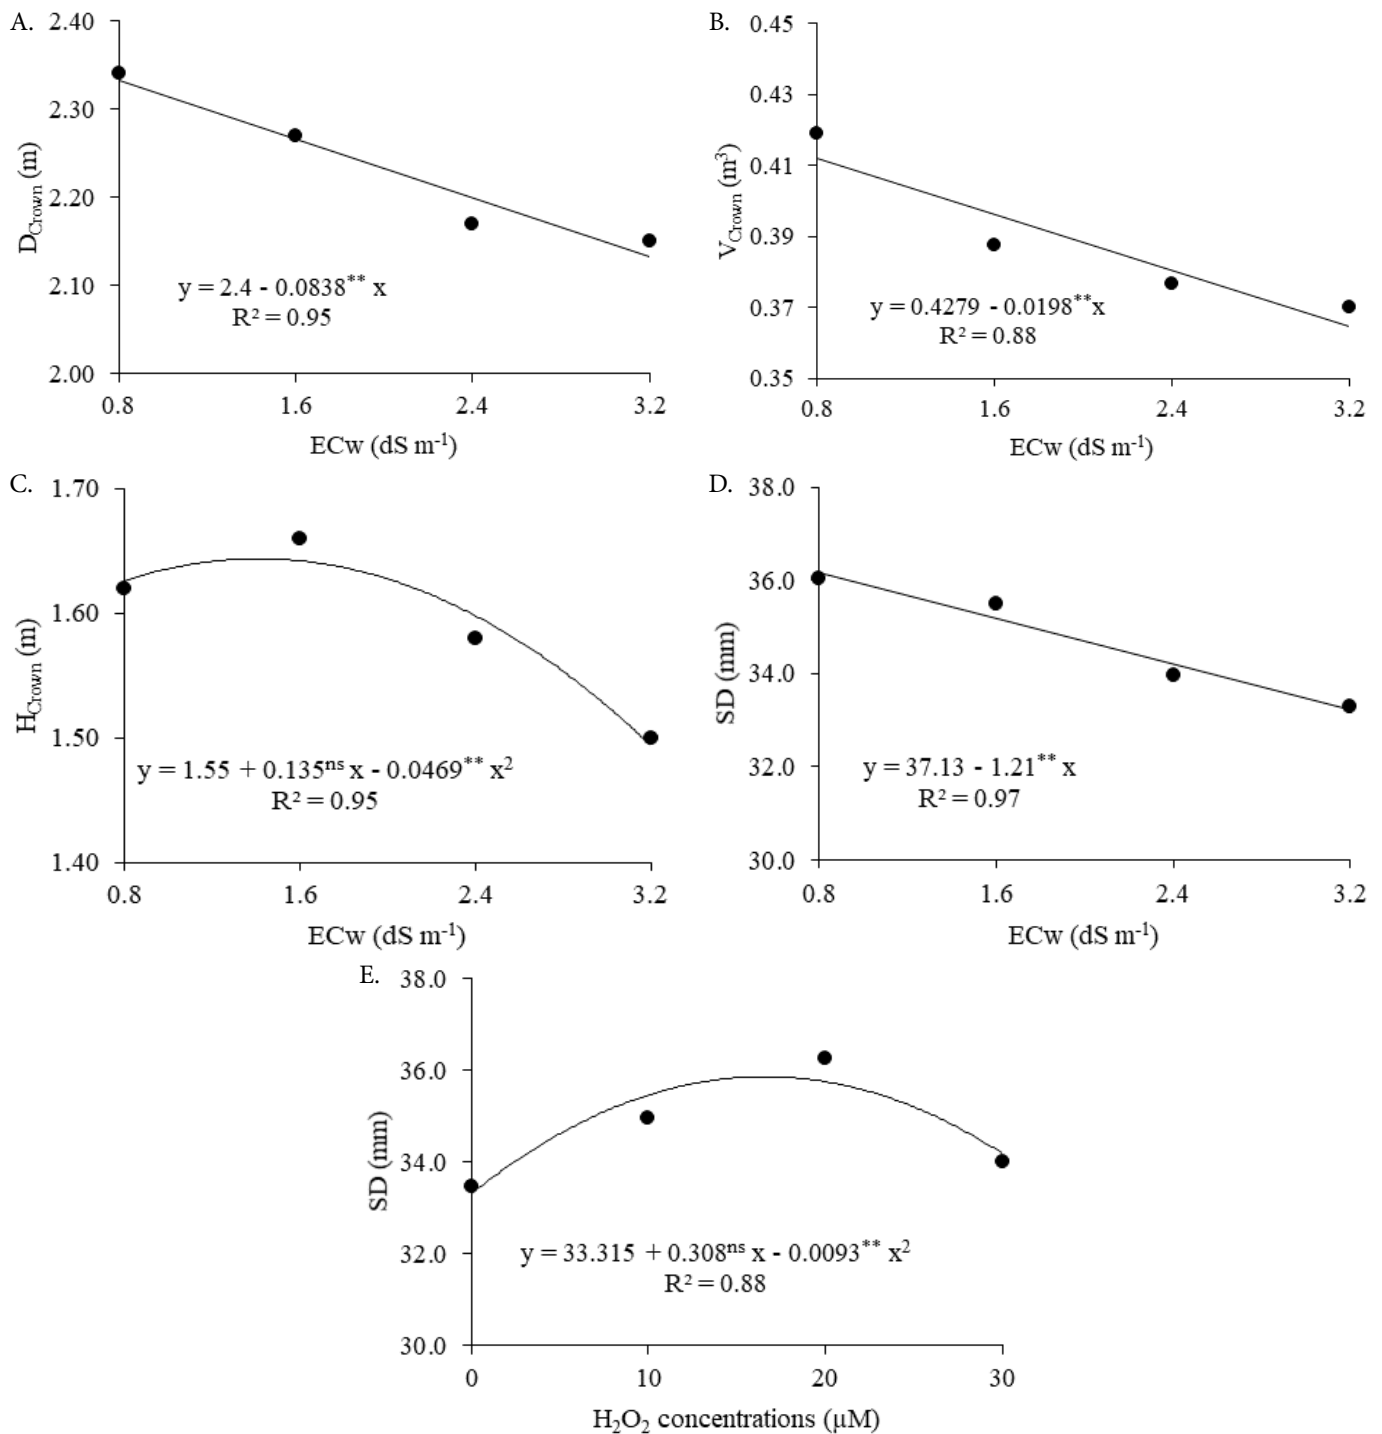 A.
2.40
2.30
2.20
2.10
2.00
D_Crown (m)
y = 2.4 - 0.0838** x
R² = 0.95
0.8 1.6 2.4 3.2
ECw (dS m⁻¹)
B.
0.45
0.43
0.41
0.39
0.37
0.35
V_Crown (m³)
y = 0.4279 - 0.0198**x
R² = 0.88
0.8 1.6 2.4 3.2
ECw (dS m⁻¹)
C.
1.70
1.60
1.50
1.40
H_Crown (m)
y = 1.55 + 0.135ⁿˢ x - 0.0469** x²
R² = 0.95
0.8 1.6 2.4 3.2
ECw (dS m⁻¹)
D.
38.0
36.0
34.0
32.0
30.0
SD (mm)
y = 37.13 - 1.21** x
R² = 0.97
0.8 1.6 2.4 3.2
ECw (dS m⁻¹)
E.
38.0
36.0
34.0
32.0
30.0
SD (mm)
y = 33.315 + 0.308ⁿˢ x - 0.0093** x²
R² = 0.88
0 10 20 30
H₂O₂ concentrations (µM)